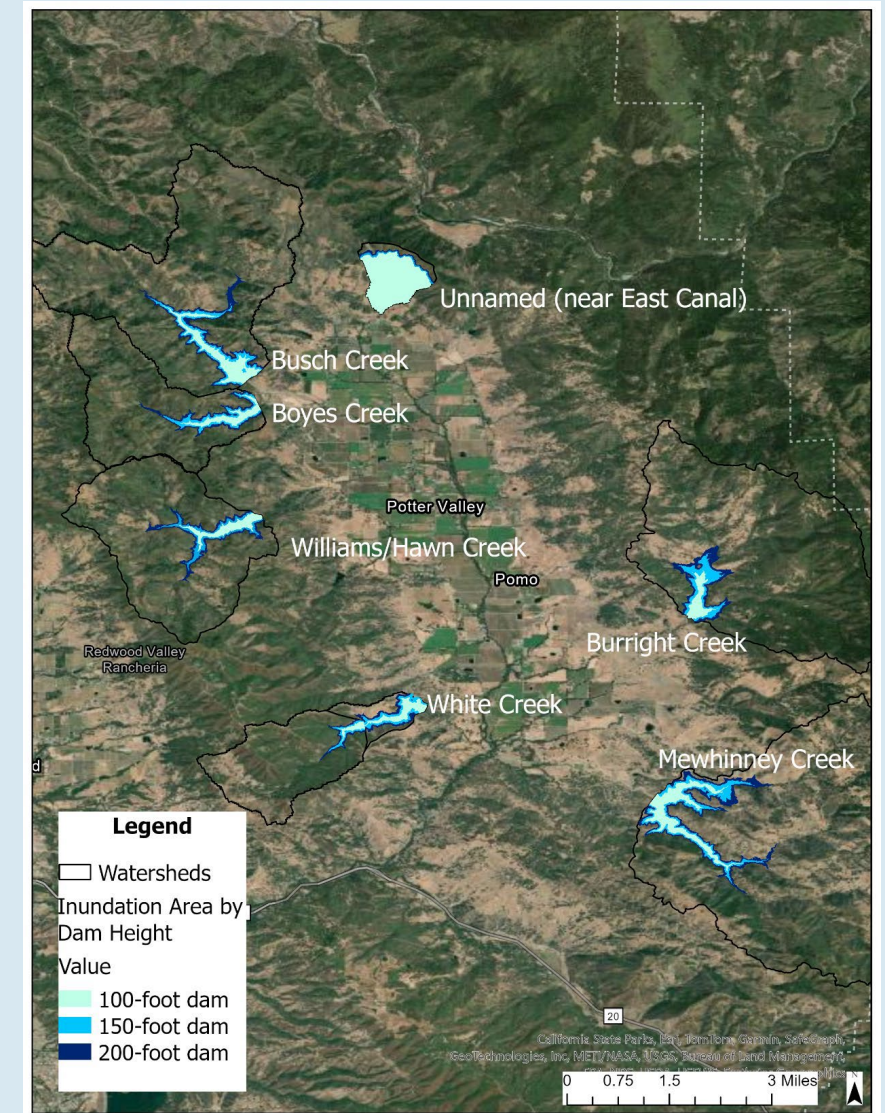 Unnamed (near East Canal)
Busch Creek
Boyes Creek
Potter Valley
Williams/Hawn Creek
Pomo
Burright Creek
Redwood Valley
Rancheria
White Creek
Mewhinney Creek
d
Legend
Watersheds
Inundation Area by
Dam Height
Value
100-foot dam
150-foot dam
200-foot dam
20
California State Parks, Esri, TomTom, Garmin, SafeGraph,
GeoTechnologies, Inc, METI/NASA, USGS, Bureau of Land Management,
0 0.75 1.5 3 Miles
N